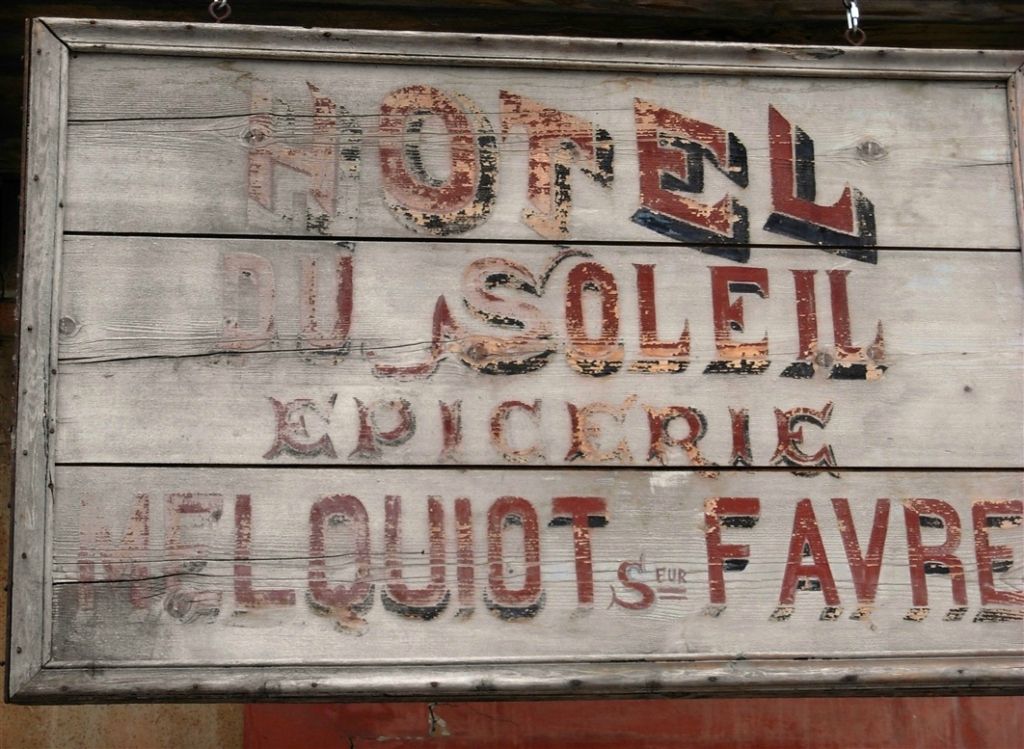 HOTEL
DU SOLEIL
EPICERIE
MELQUIOT SEUR FAVRE